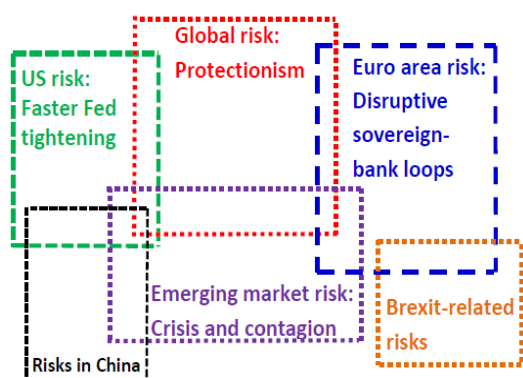 Global risk:
Protectionism
US risk:
Faster Fed
tightening
Euro area risk:
Disruptive
sovereign-
bank loops
Emerging market risk:
Crisis and contagion
Brexit-related
risks
Risks in China